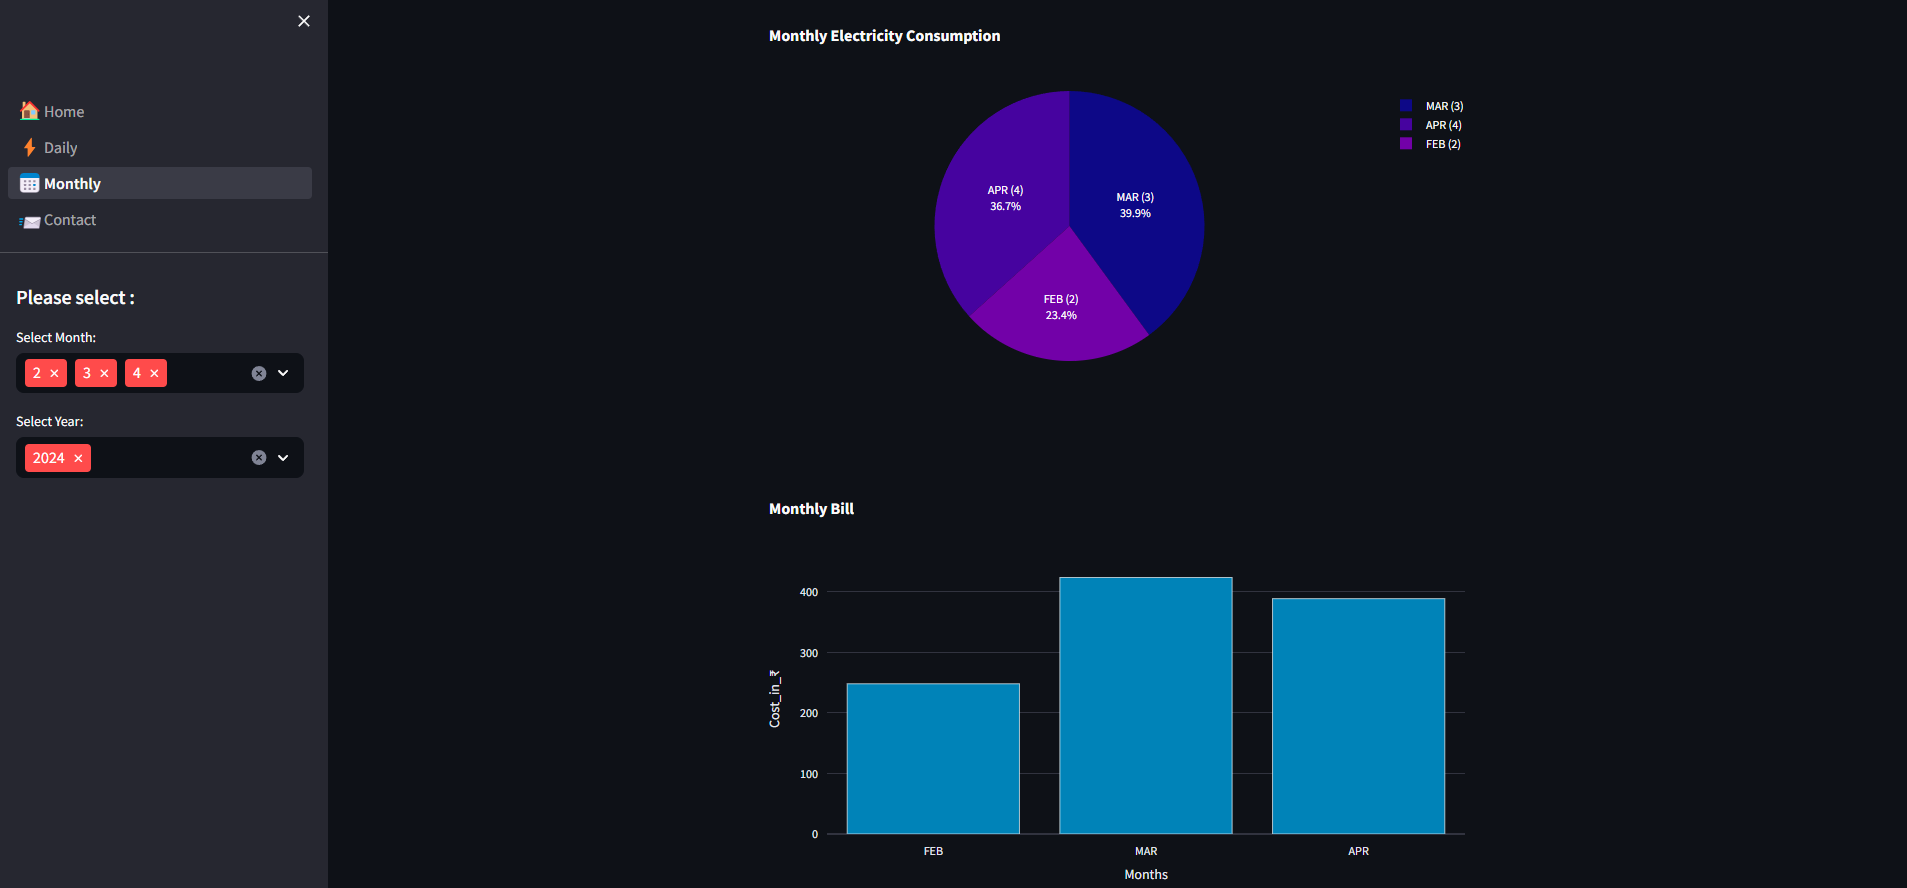 Home
Daily
Monthly
Contact
Please select :
Select Month:
2 × 3 × 4 ×
Select Year:
2024 ×
Monthly Electricity Consumption
MAR (3)
APR (4)
FEB (2)
APR (4)
36.7%
MAR (3)
39.9%
FEB (2)
23.4%
Monthly Bill
Cost_in_₹
400
300
200
100
0
FEB MAR APR
Months